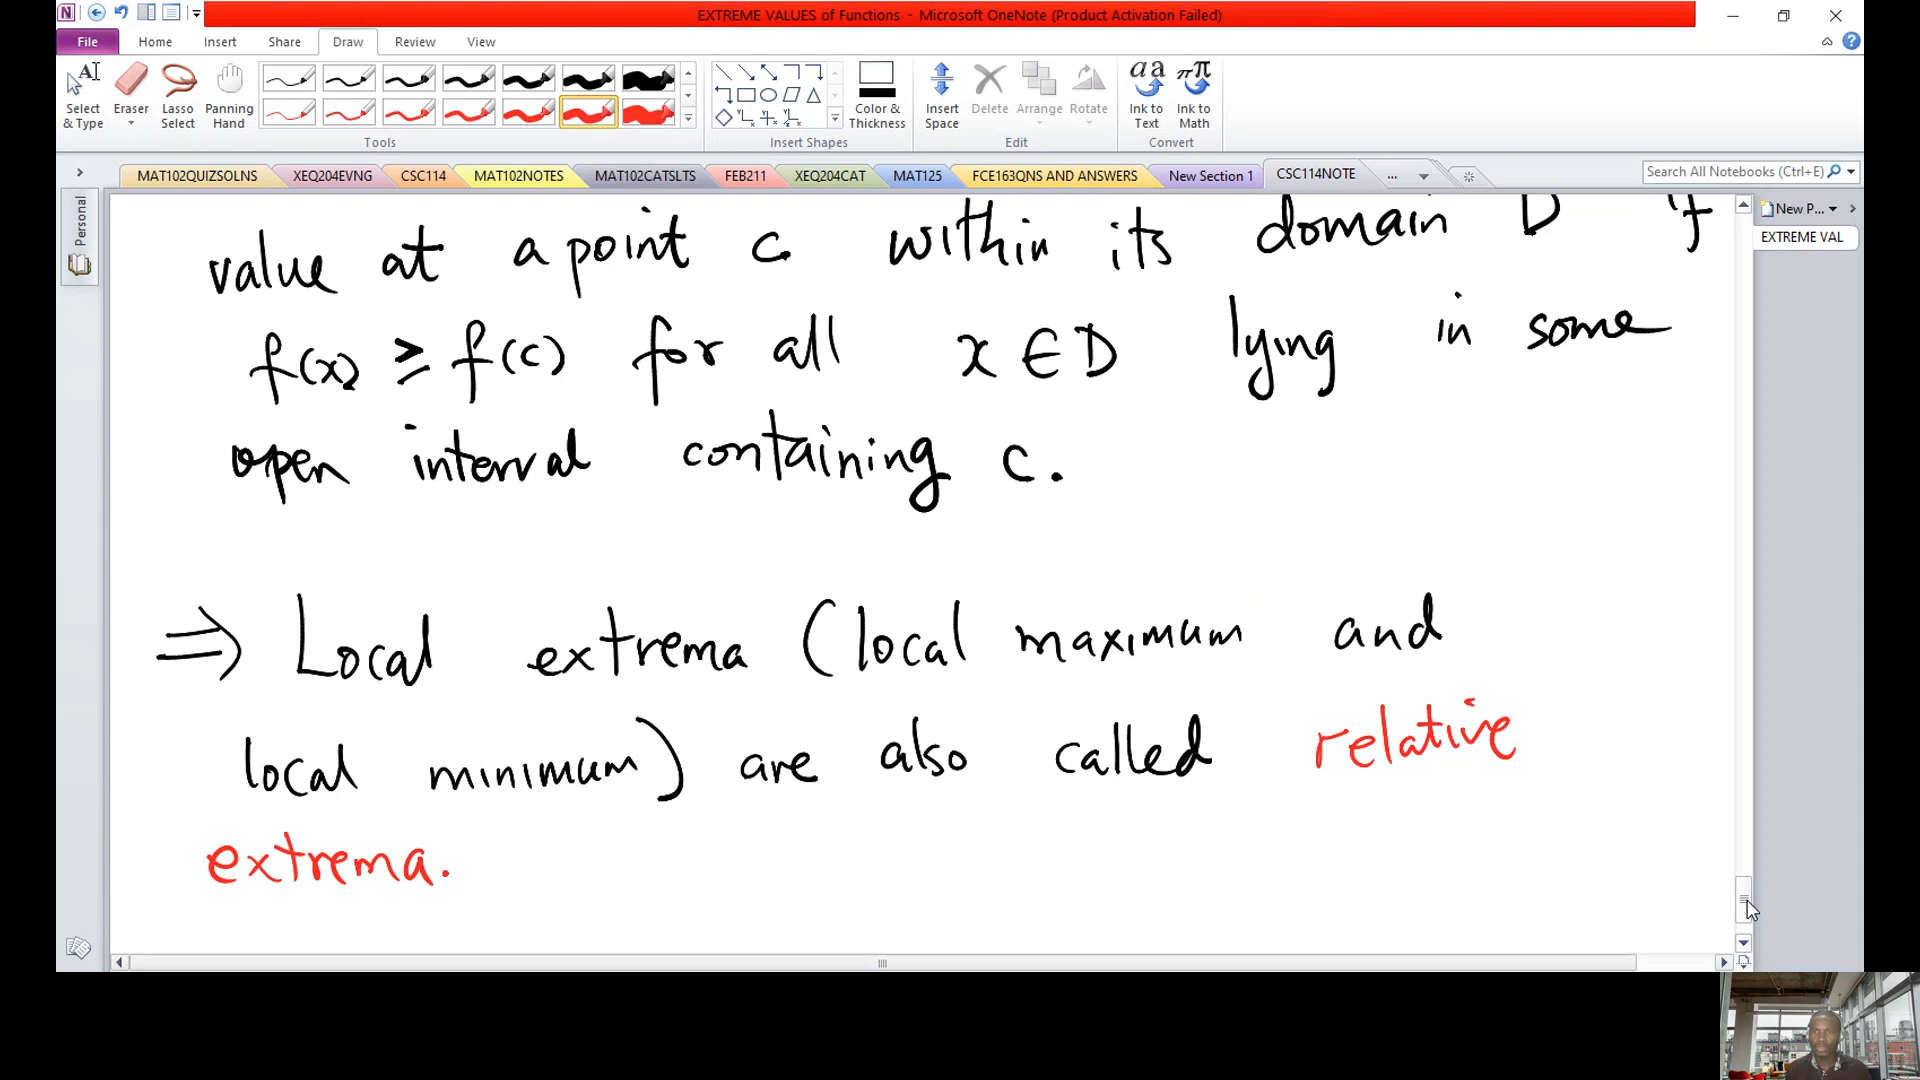 EXTREME VALUES of Functions - Microsoft OneNote (Product Activation Failed)
File Home Insert Share Draw Review View
Select & Type
Eraser
Lasso Select
Panning Hand
Color & Thickness
Insert Space
Delete
Arrange
Rotate
Ink to Text
Ink to Math
Tools
Insert Shapes
Edit
Convert
MAT102QUIZSOLNS XEQ204EVNG CSC114 MAT102NOTES MAT102CATSLTS FEB211 XEQ204CAT MAT125 FCE163QNS AND ANSWERS New Section 1 CSC114NOTE ...
Search All Notebooks (Ctrl+E)
Personal
New P...
EXTREME VAL
value at a point c within its domain D if
f(x) ≥ f(c) for all x ∈ D lying in some
open interval containing c.
⇒ Local extrema (local maximum and
local minimum) are also called relative
extrema.